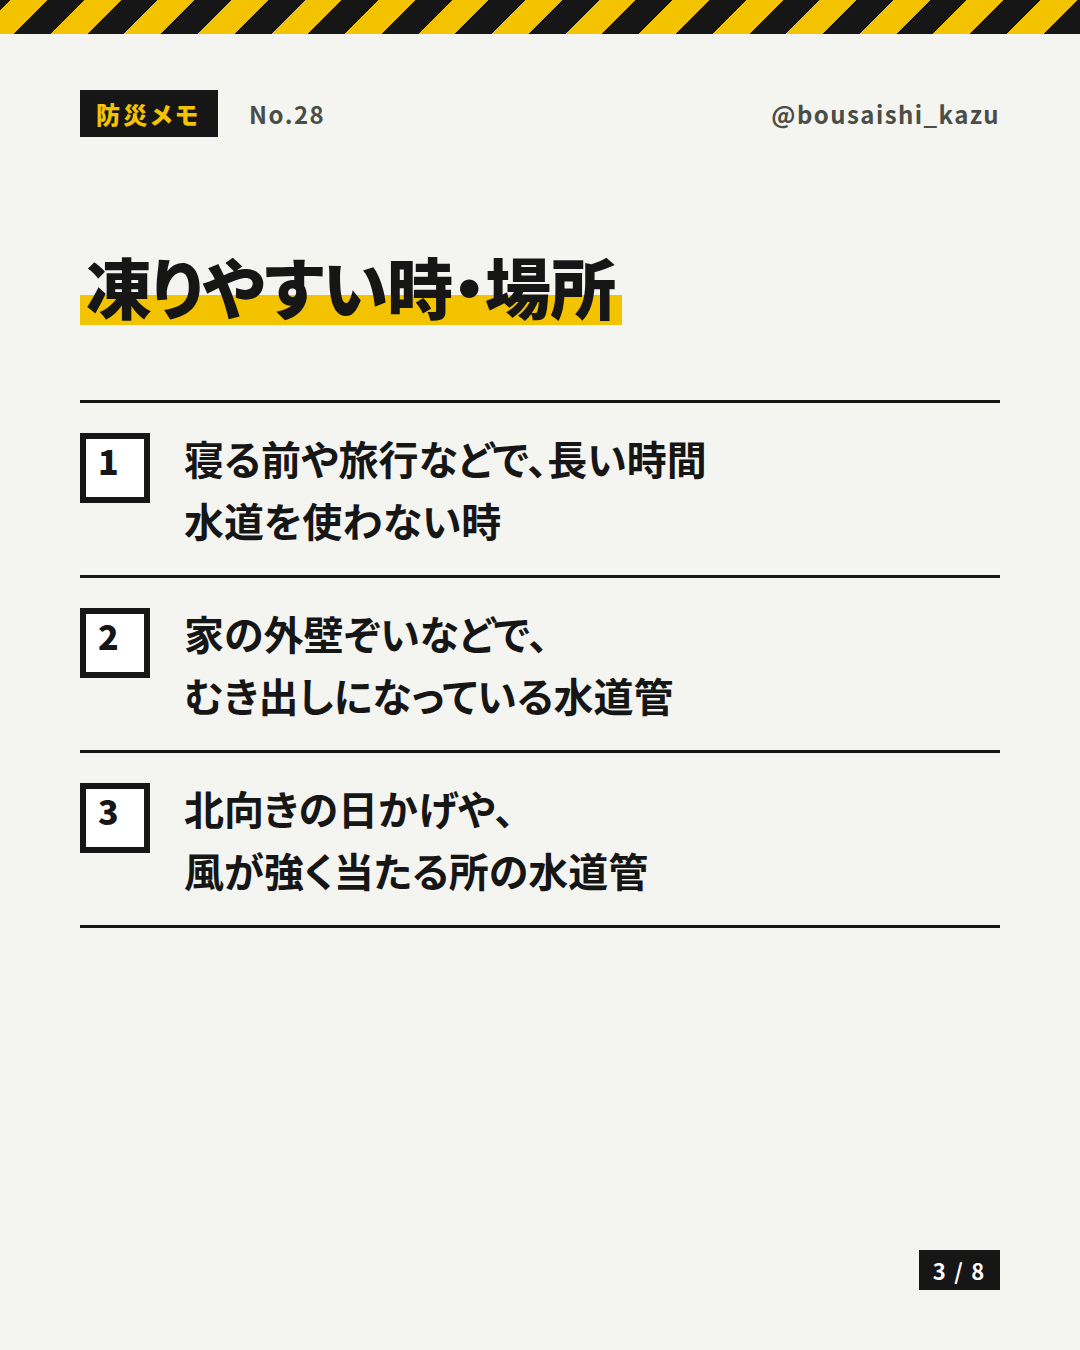 防災メモ No.28 @bousaishi_kazu
凍りやすい時・場所
1 寝る前や旅行などで、長い時間
水道を使わない時
2 家の外壁ぞいなどで、
むき出しになっている水道管
3 北向きの日かげや、
風が強く当たる所の水道管
3 / 8